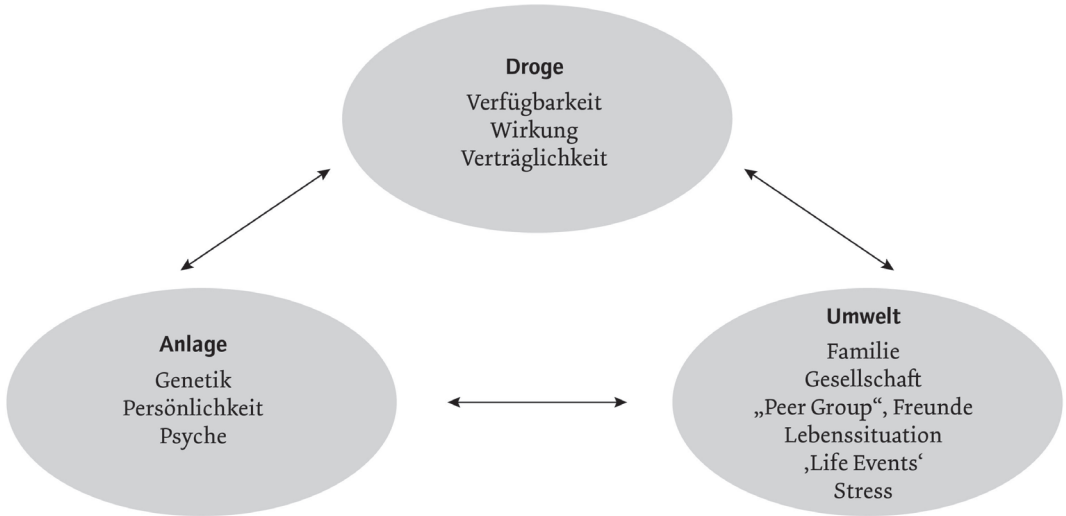 Droge
Verfügbarkeit
Wirkung
Verträglichkeit
Anlage
Genetik
Persönlichkeit
Psyche
Umwelt
Familie
Gesellschaft
„Peer Group“, Freunde
Lebenssituation
‚Life Events‘
Stress